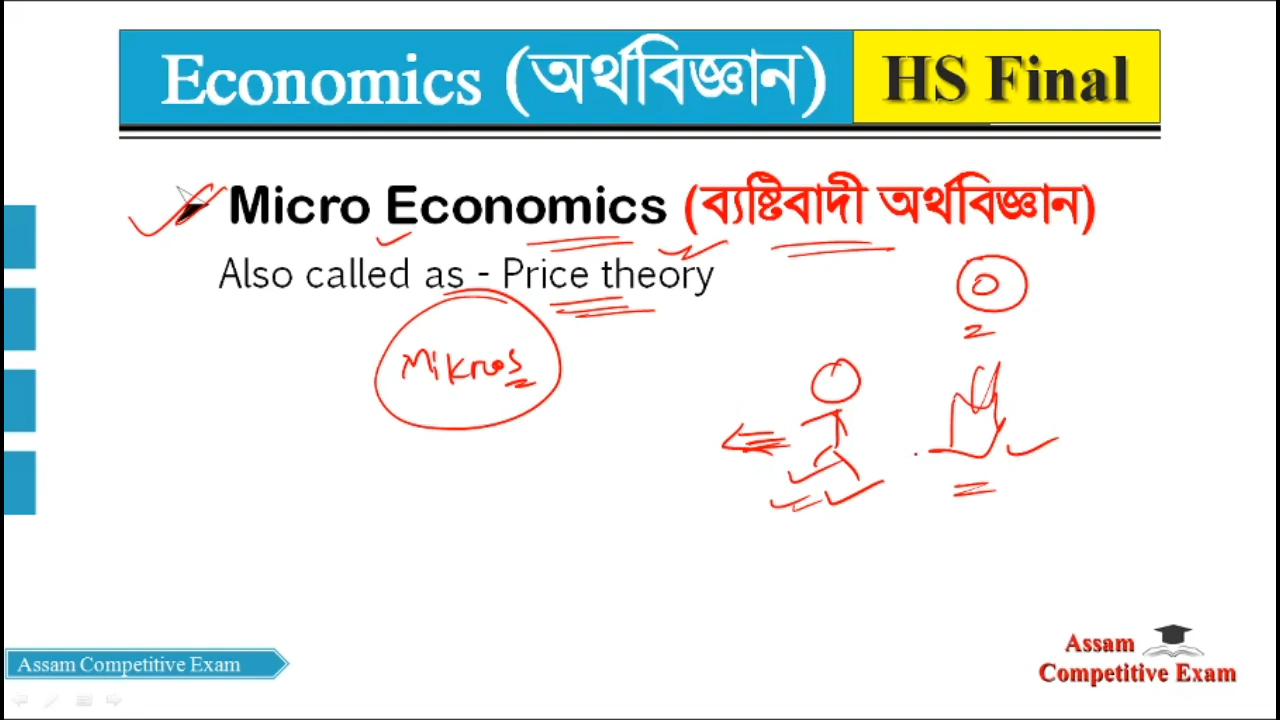 Economics (অর্থবিজ্ঞান) HS Final
Micro Economics (ব্যষ্টিবাদী অৰ্থবিজ্ঞান)
Also called as - Price theory
Mikros
Assam Competitive Exam
Assam
Competitive Exam